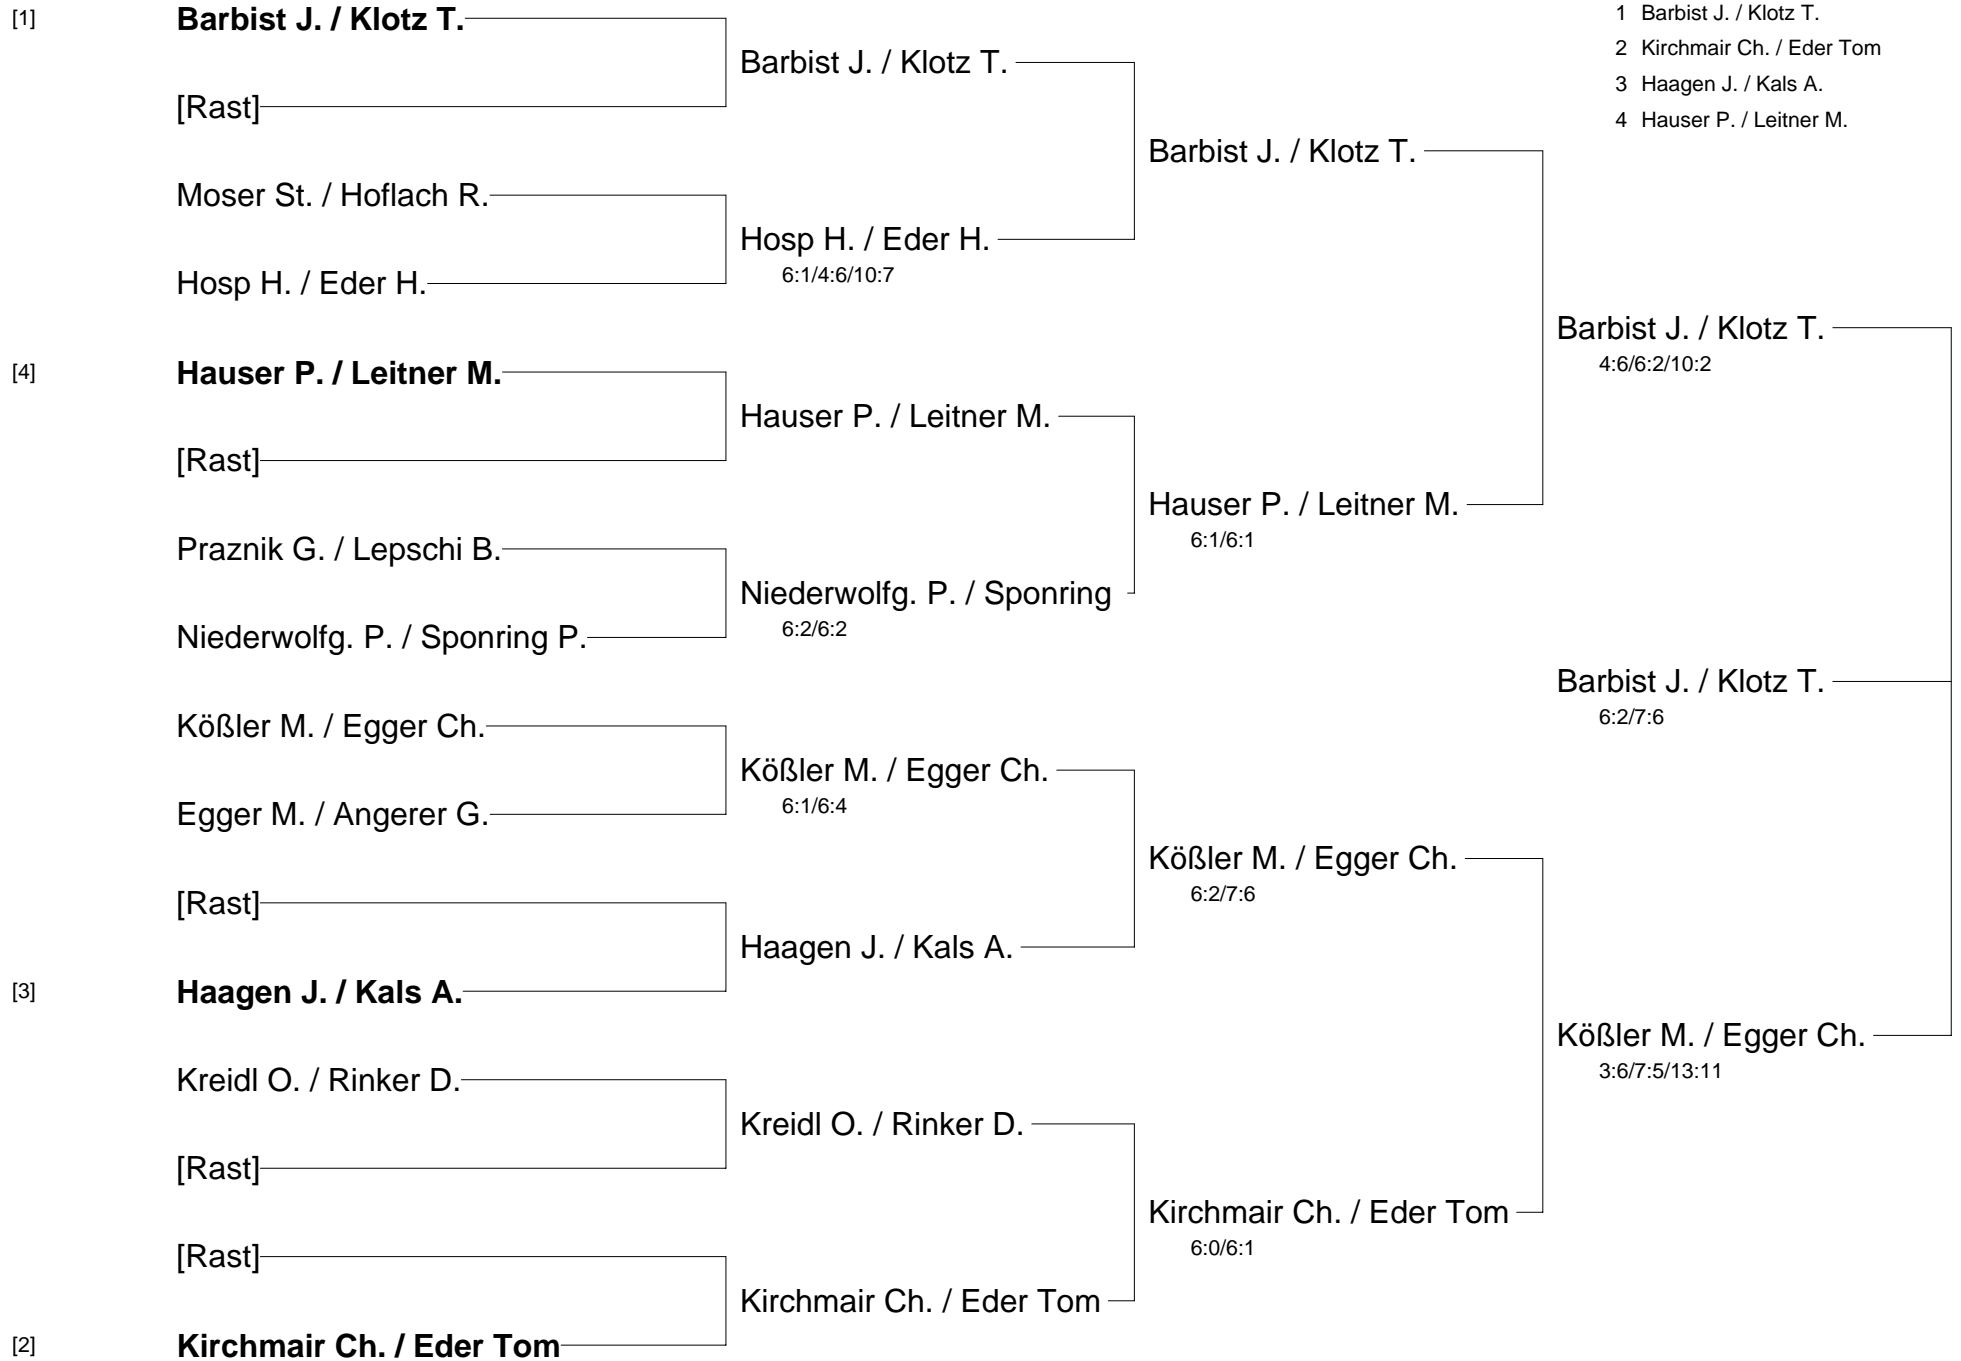 [1]
Barbist J. / Klotz T.
[Rast]
Moser St. / Hoflach R.
Hosp H. / Eder H.
[4]
Hauser P. / Leitner M.
[Rast]
Praznik G. / Lepschi B.
Niederwolfg. P. / Sponring P.
Kößler M. / Egger Ch.
Egger M. / Angerer G.
[Rast]
[3]
Haagen J. / Kals A.
Kreidl O. / Rinker D.
[Rast]
[Rast]
[2]
Kirchmair Ch. / Eder Tom
Barbist J. / Klotz T.
Hosp H. / Eder H.
6:1/4:6/10:7
Hauser P. / Leitner M.
Niederwolfg. P. / Sponring
6:2/6:2
Kößler M. / Egger Ch.
6:1/6:4
Haagen J. / Kals A.
Kreidl O. / Rinker D.
Kirchmair Ch. / Eder Tom
Barbist J. / Klotz T.
Hauser P. / Leitner M.
6:1/6:1
Kößler M. / Egger Ch.
6:2/7:6
Kirchmair Ch. / Eder Tom
6:0/6:1
Barbist J. / Klotz T.
4:6/6:2/10:2
Barbist J. / Klotz T.
6:2/7:6
Kößler M. / Egger Ch.
3:6/7:5/13:11
1 Barbist J. / Klotz T.
2 Kirchmair Ch. / Eder Tom
3 Haagen J. / Kals A.
4 Hauser P. / Leitner M.